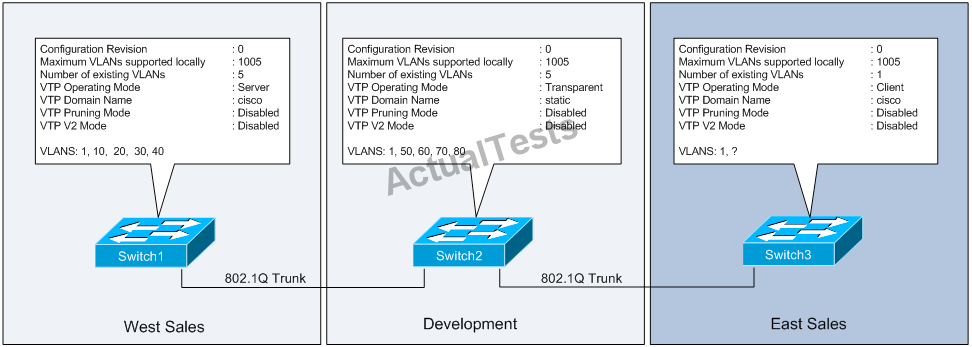 Configuration Revision : 0
Maximum VLANs supported locally : 1005
Number of existing VLANs : 5
VTP Operating Mode : Server
VTP Domain Name : cisco
VTP Pruning Mode : Disabled
VTP V2 Mode : Disabled
VLANS: 1, 10, 20, 30, 40
Switch1
West Sales
802.1Q Trunk
Configuration Revision : 0
Maximum VLANs supported locally : 1005
Number of existing VLANs : 5
VTP Operating Mode : Transparent
VTP Domain Name : static
VTP Pruning Mode : Disabled
VTP V2 Mode : Disabled
VLANS: 1, 50, 60, 70, 80
ActualTests
Switch2
Development
802.1Q Trunk
Configuration Revision : 0
Maximum VLANs supported locally : 1005
Number of existing VLANs : 1
VTP Operating Mode : Client
VTP Domain Name : cisco
VTP Pruning Mode : Disabled
VTP V2 Mode : Disabled
VLANS: 1, ?
Switch3
East Sales